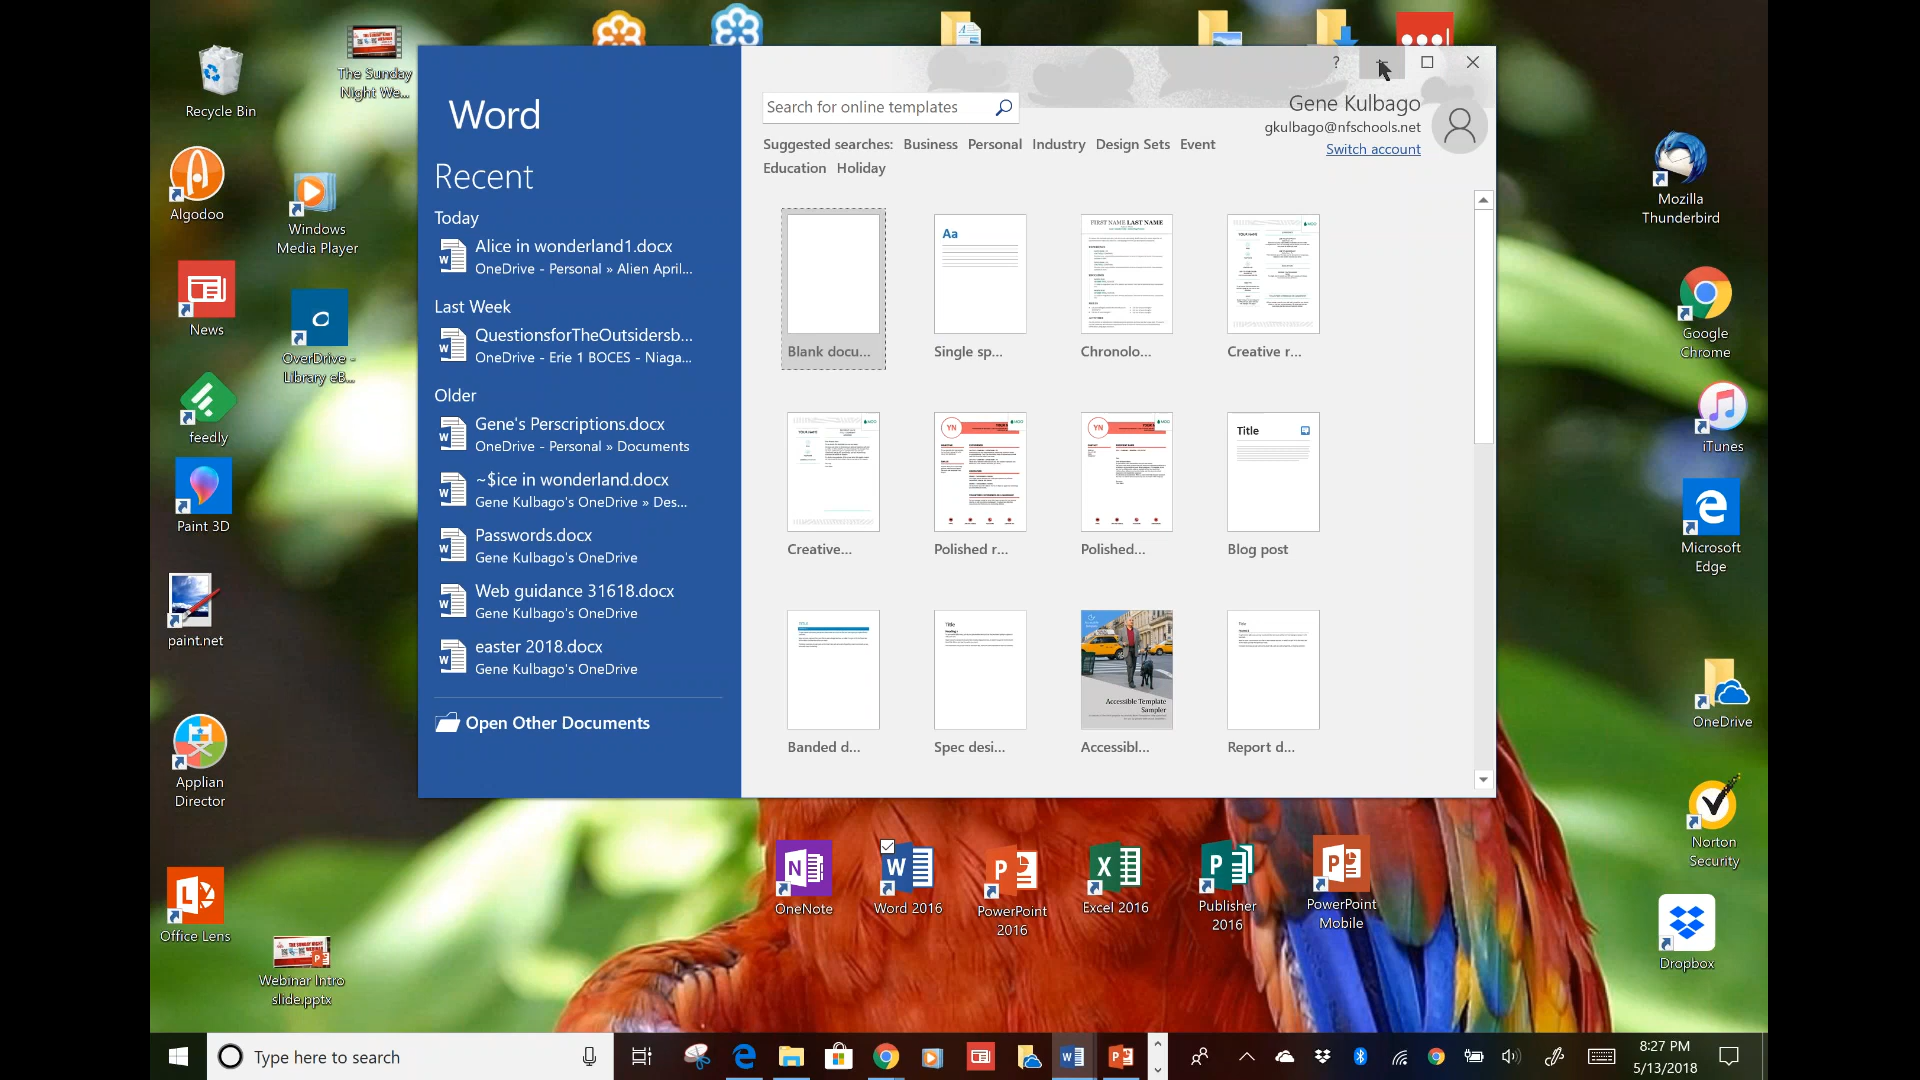 Recycle Bin
The Sunday
Night We...
Algodoo
Windows
Media Player
News
OverDrive -
Library eB...
feedly
Paint 3D
paint.net
Applian
Director
Office Lens
Webinar Intro
slide.pptx
Word
Recent
Today
Alice in wonderland1.docx
OneDrive - Personal » Alien April...
Last Week
QuestionsforTheOutsidersb...
OneDrive - Erie 1 BOCES - Niaga...
Older
Gene's Perscriptions.docx
OneDrive - Personal » Documents
~$ice in wonderland.docx
Gene Kulbago's OneDrive » Des...
Passwords.docx
Gene Kulbago's OneDrive
Web guidance 31618.docx
Gene Kulbago's OneDrive
easter 2018.docx
Gene Kulbago's OneDrive
Open Other Documents
?
Search for online templates
Gene Kulbago
gkulbago@nfschools.net
Switch account
Suggested searches: Business Personal Industry Design Sets Event
Education Holiday
Aa
FIRST NAME LAST NAME
Blank docu...
Single sp...
Chronolo...
Creative r...
YN
YN
Title
Creative...
Polished r...
Polished...
Blog post
Title
Accessible Template
Sampler
Banded d...
Spec desi...
Accessibl...
Report d...
Mozilla
Thunderbird
Google
Chrome
iTunes
Microsoft
Edge
OneDrive
Norton
Security
Dropbox
OneNote
Word 2016
PowerPoint
2016
Excel 2016
Publisher
2016
PowerPoint
Mobile
Type here to search
8:27 PM
5/13/2018